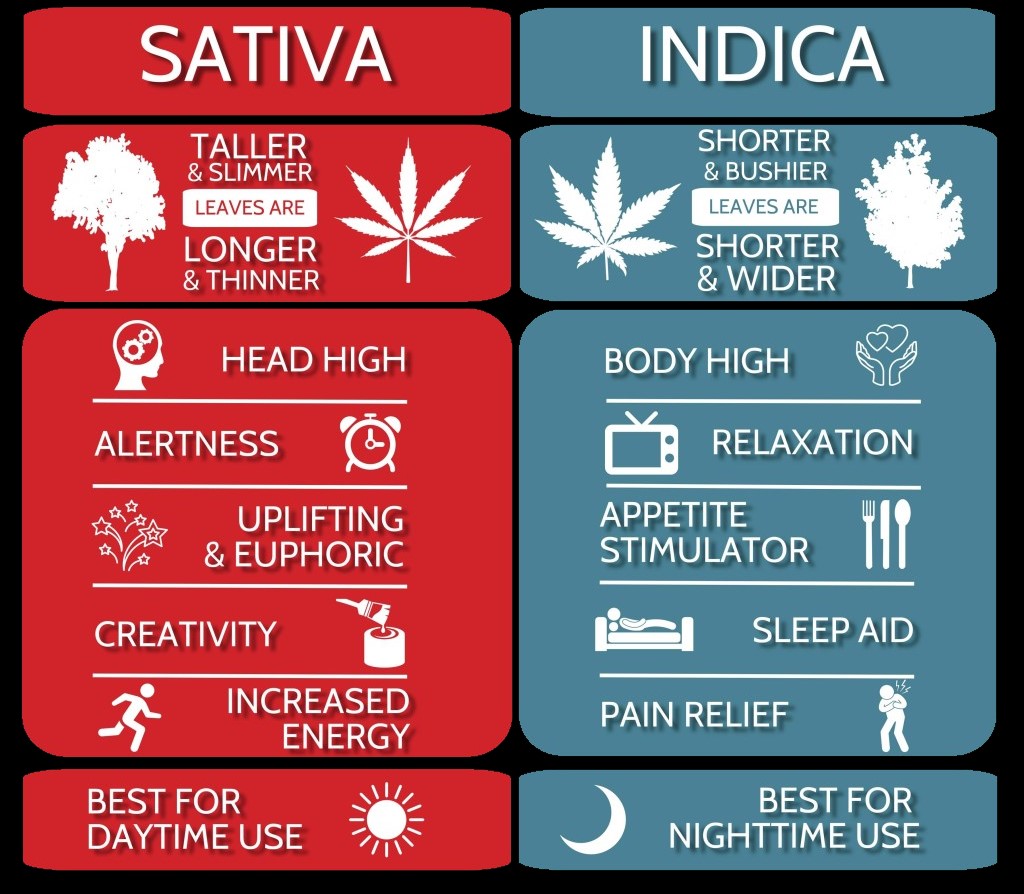 SATIVA
TALLER
& SLIMMER
LEAVES ARE
LONGER
& THINNER
HEAD HIGH
ALERTNESS
UPLIFTING
& EUPHORIC
CREATIVITY
INCREASED
ENERGY
BEST FOR
DAYTIME USE
INDICA
SHORTER
& BUSHIER
LEAVES ARE
SHORTER
& WIDER
BODY HIGH
RELAXATION
APPETITE
STIMULATOR
SLEEP AID
PAIN RELIEF
BEST FOR
NIGHTTIME USE